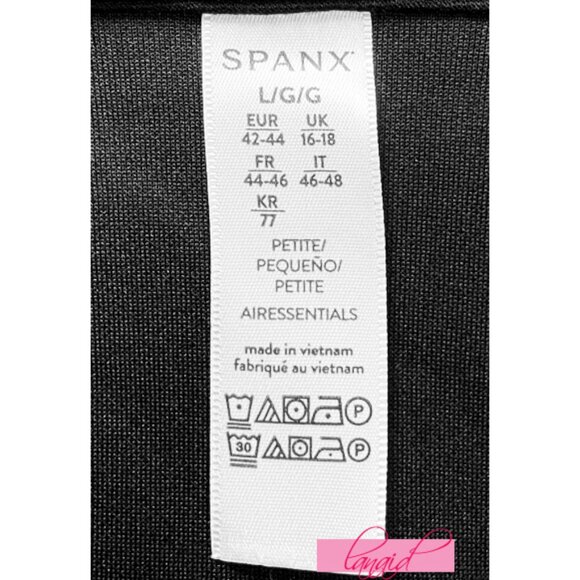 SPANX
L/G/G
EUR UK
42-44 16-18
FR IT
44-46 46-48
KR
77
PETITE/
PEQUEÑO/
PETITE
AIRESSENTIALS
made in vietnam
fabriqué au vietnam
P
30 P
langid